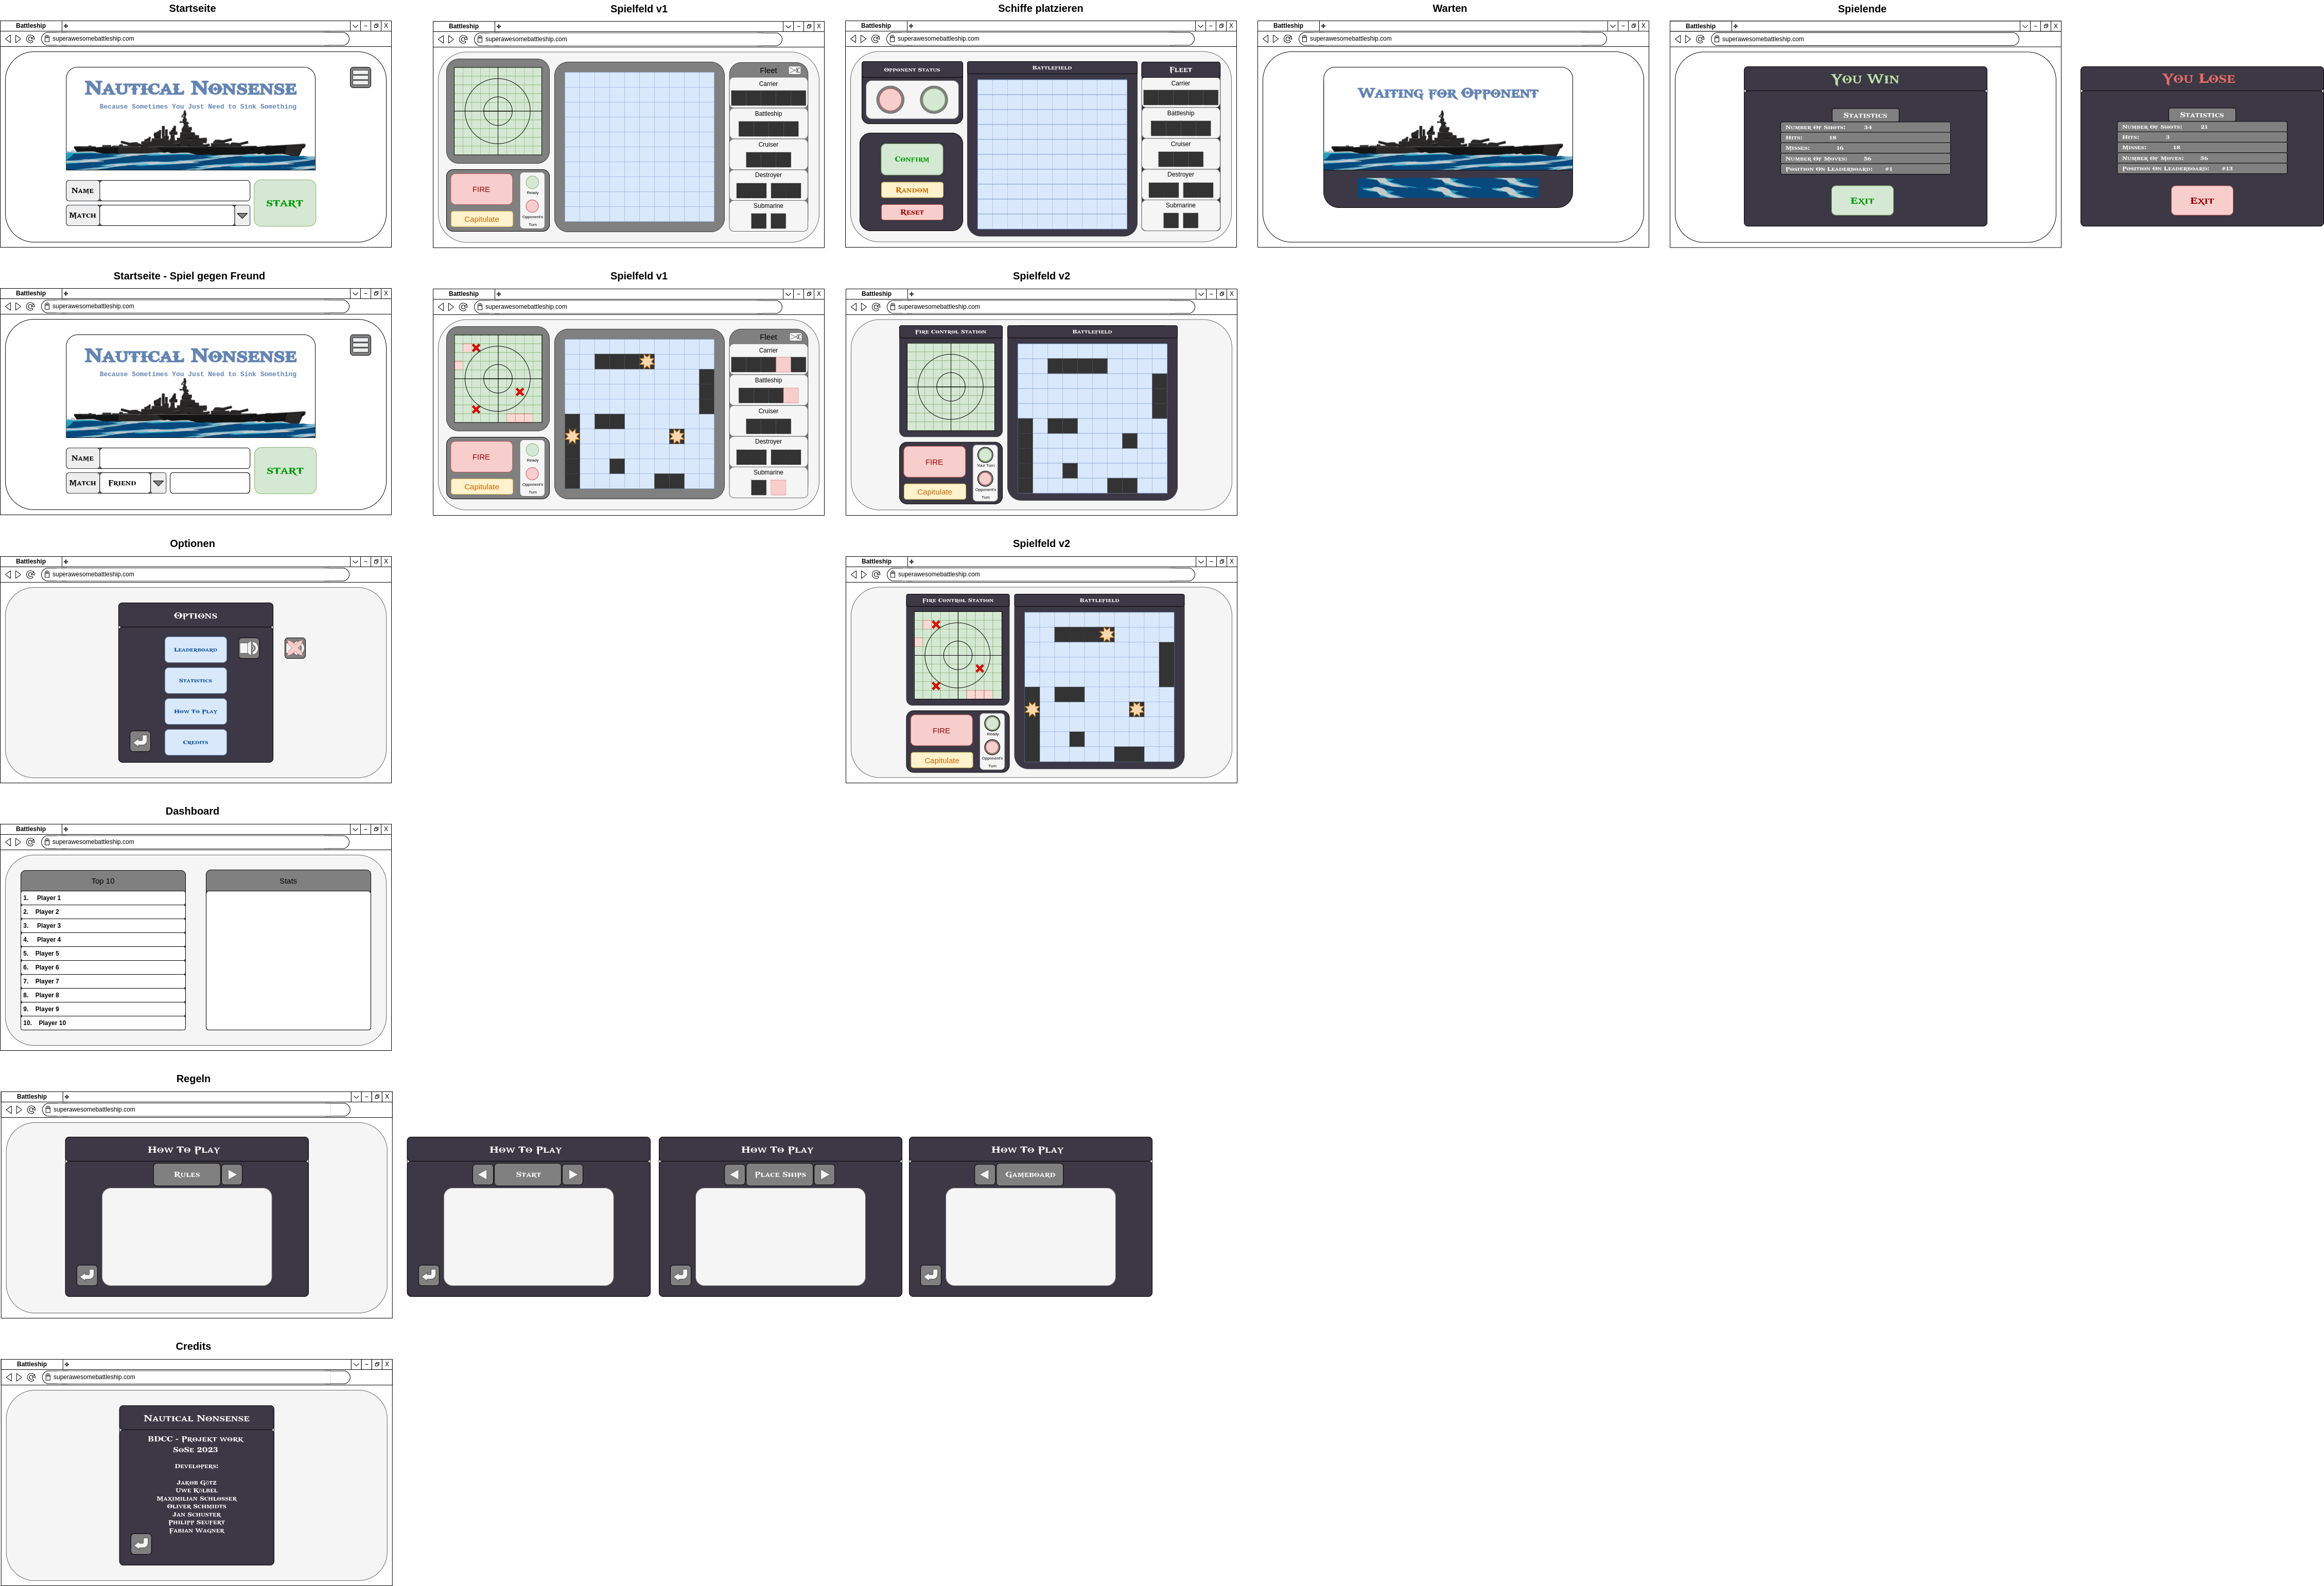 Startseite
Battleship
superawesomebattleship.com
Nautical Nonsense
Because Sometimes You Just Need to Sink Something
Name
Match
START
Spielfeld v1
Battleship
superawesomebattleship.com
FIRE
Capitulate
Ready
Opponent's
Turn
Fleet
Carrier
Battleship
Cruiser
Destroyer
Submarine
Schiffe platzieren
Battleship
superawesomebattleship.com
Opponent Status
Confirm
Random
Reset
Battlefield
Fleet
Carrier
Battleship
Cruiser
Destroyer
Submarine
Warten
Battleship
superawesomebattleship.com
Waiting for Opponent
Spielende
Battleship
superawesomebattleship.com
You Win
Statistics
Number Of Shots: 34
Hits: 18
Misses: 16
Number Of Moves: 56
Position On Leaderboard: #1
Exit
You Lose
Statistics
Number Of Shots: 21
Hits: 3
Misses: 18
Number Of Moves: 36
Position On Leaderboard: #13
Exit
Startseite - Spiel gegen Freund
Battleship
superawesomebattleship.com
Nautical Nonsense
Because Sometimes You Just Need to Sink Something
Name
Match
Friend
START
Spielfeld v1
Battleship
superawesomebattleship.com
FIRE
Capitulate
Ready
Opponent's
Turn
Fleet
Carrier
Battleship
Cruiser
Destroyer
Submarine
Spielfeld v2
Battleship
superawesomebattleship.com
Fire Control Station
FIRE
Capitulate
Your Turn
Opponent's
Turn
Battlefield
Optionen
Battleship
superawesomebattleship.com
Options
Leaderboard
Statistics
How To Play
Credits
Spielfeld v2
Battleship
superawesomebattleship.com
Fire Control Station
FIRE
Capitulate
Ready
Opponent's
Turn
Battlefield
Dashboard
Battleship
superawesomebattleship.com
Top 10
1. Player 1
2. Player 2
3. Player 3
4. Player 4
5. Player 5
6. Player 6
7. Player 7
8. Player 8
9. Player 9
10. Player 10
Stats
Regeln
Battleship
superawesomebattleship.com
How To Play
Rules
How To Play
Start
How To Play
Place Ships
How To Play
Gameboard
Credits
Battleship
superawesomebattleship.com
Nautical Nonsense
BDCC - Projekt work
SoSe 2023
Developers:
Jakob Götz
Uwe Kölbel
Maximilian Schlosser
Oliver Schmidts
Jan Schuster
Philipp Seufert
Fabian Wagner